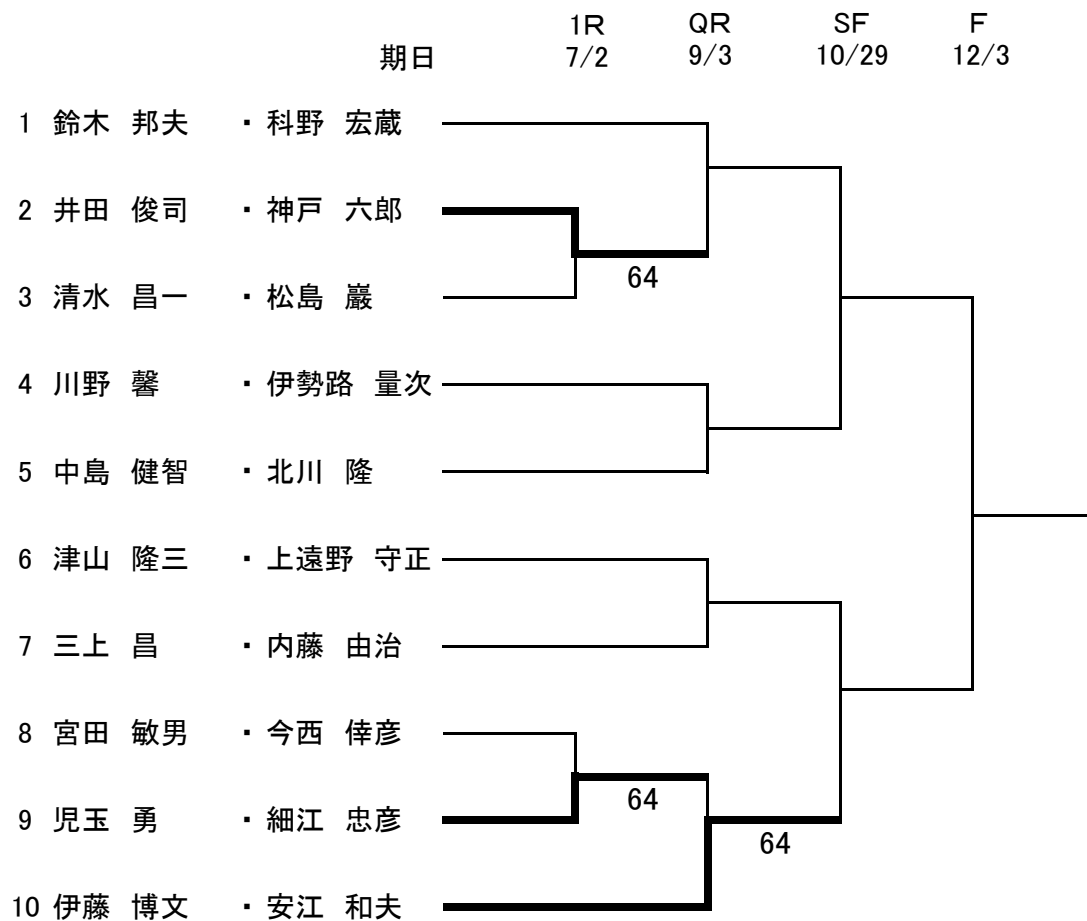 1R QR SF F
期日 7/2 9/3 10/29 12/3
1 鈴木 邦夫 ・ 科野 宏蔵
2 井田 俊司 ・ 神戸 六郎
64
3 清水 昌一 ・ 松島 巖
4 川野 馨 ・ 伊勢路 量次
5 中島 健智 ・ 北川 隆
6 津山 隆三 ・ 上遠野 守正
7 三上 昌 ・ 内藤 由治
8 宮田 敏男 ・ 今西 倖彦
64
9 児玉 勇 ・ 細江 忠彦
64
10 伊藤 博文 ・ 安江 和夫